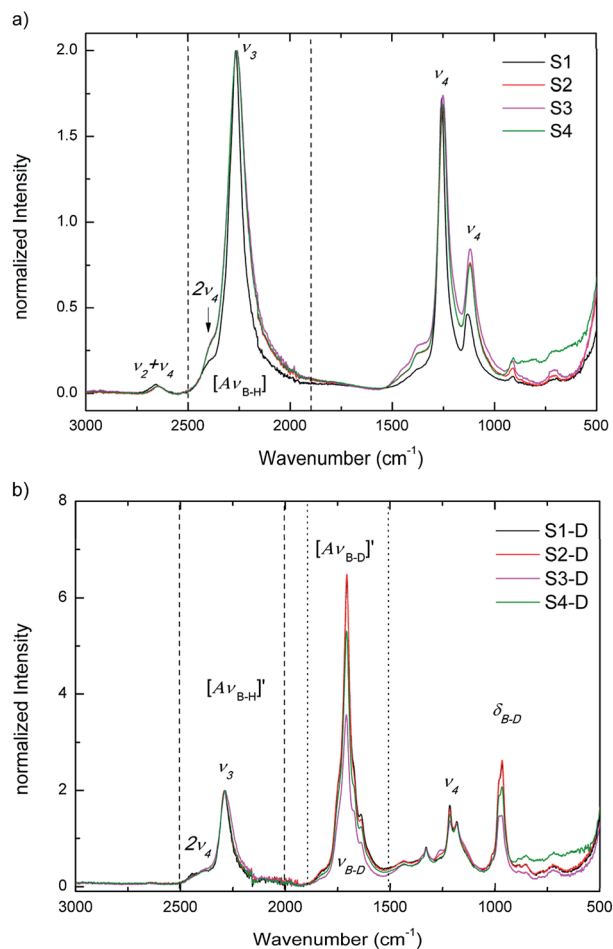 a)
2.0
1.5
1.0
0.5
0.0
normalized Intensity
ν3
ν4
ν4
2ν4
ν2+ν4
[AνB-H]
S1
S2
S3
S4
3000 2500 2000 1500 1000 500
Wavenumber (cm-1)
b)
8
6
4
2
0
normalized Intensity
[AνB-D]'
[AνB-H]'
ν3
2ν4
νB-D
ν4
δB-D
S1-D
S2-D
S3-D
S4-D
3000 2500 2000 1500 1000 500
Wavenumber (cm-1)